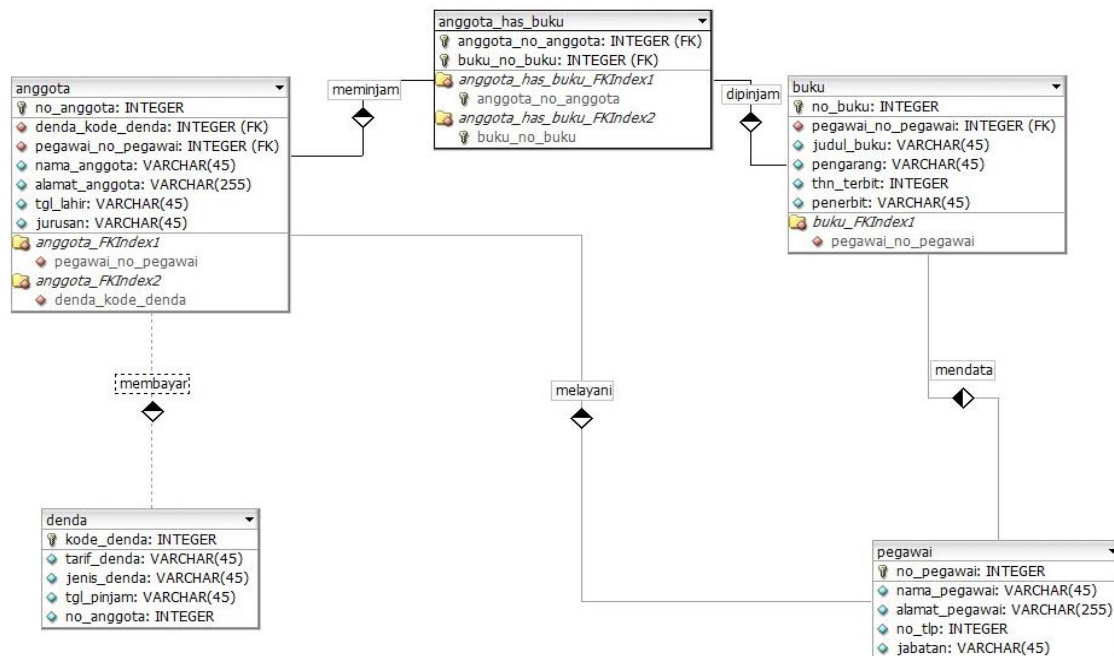 anggota_has_buku
anggota_no_anggota: INTEGER (FK)
buku_no_buku: INTEGER (FK)
anggota_has_buku_FKIndex1
anggota_no_anggota
anggota_has_buku_FKIndex2
buku_no_buku
anggota
no_anggota: INTEGER
denda_kode_denda: INTEGER (FK)
pegawai_no_pegawai: INTEGER (FK)
nama_anggota: VARCHAR(45)
alamat_anggota: VARCHAR(255)
tgl_lahir: VARCHAR(45)
jurusan: VARCHAR(45)
anggota_FKIndex1
pegawai_no_pegawai
anggota_FKIndex2
denda_kode_denda
meminjam
dipinjam
buku
no_buku: INTEGER
pegawai_no_pegawai: INTEGER (FK)
judul_buku: VARCHAR(45)
pengarang: VARCHAR(45)
thn_terbit: INTEGER
penerbit: VARCHAR(45)
buku_FKIndex1
pegawai_no_pegawai
membayar
melayani
mendata
denda
kode_denda: INTEGER
tarif_denda: VARCHAR(45)
jenis_denda: VARCHAR(45)
tgl_pinjam: VARCHAR(45)
no_anggota: INTEGER
pegawai
no_pegawai: INTEGER
nama_pegawai: VARCHAR(45)
alamat_pegawai: VARCHAR(255)
no_tlp: INTEGER
jabatan: VARCHAR(45)